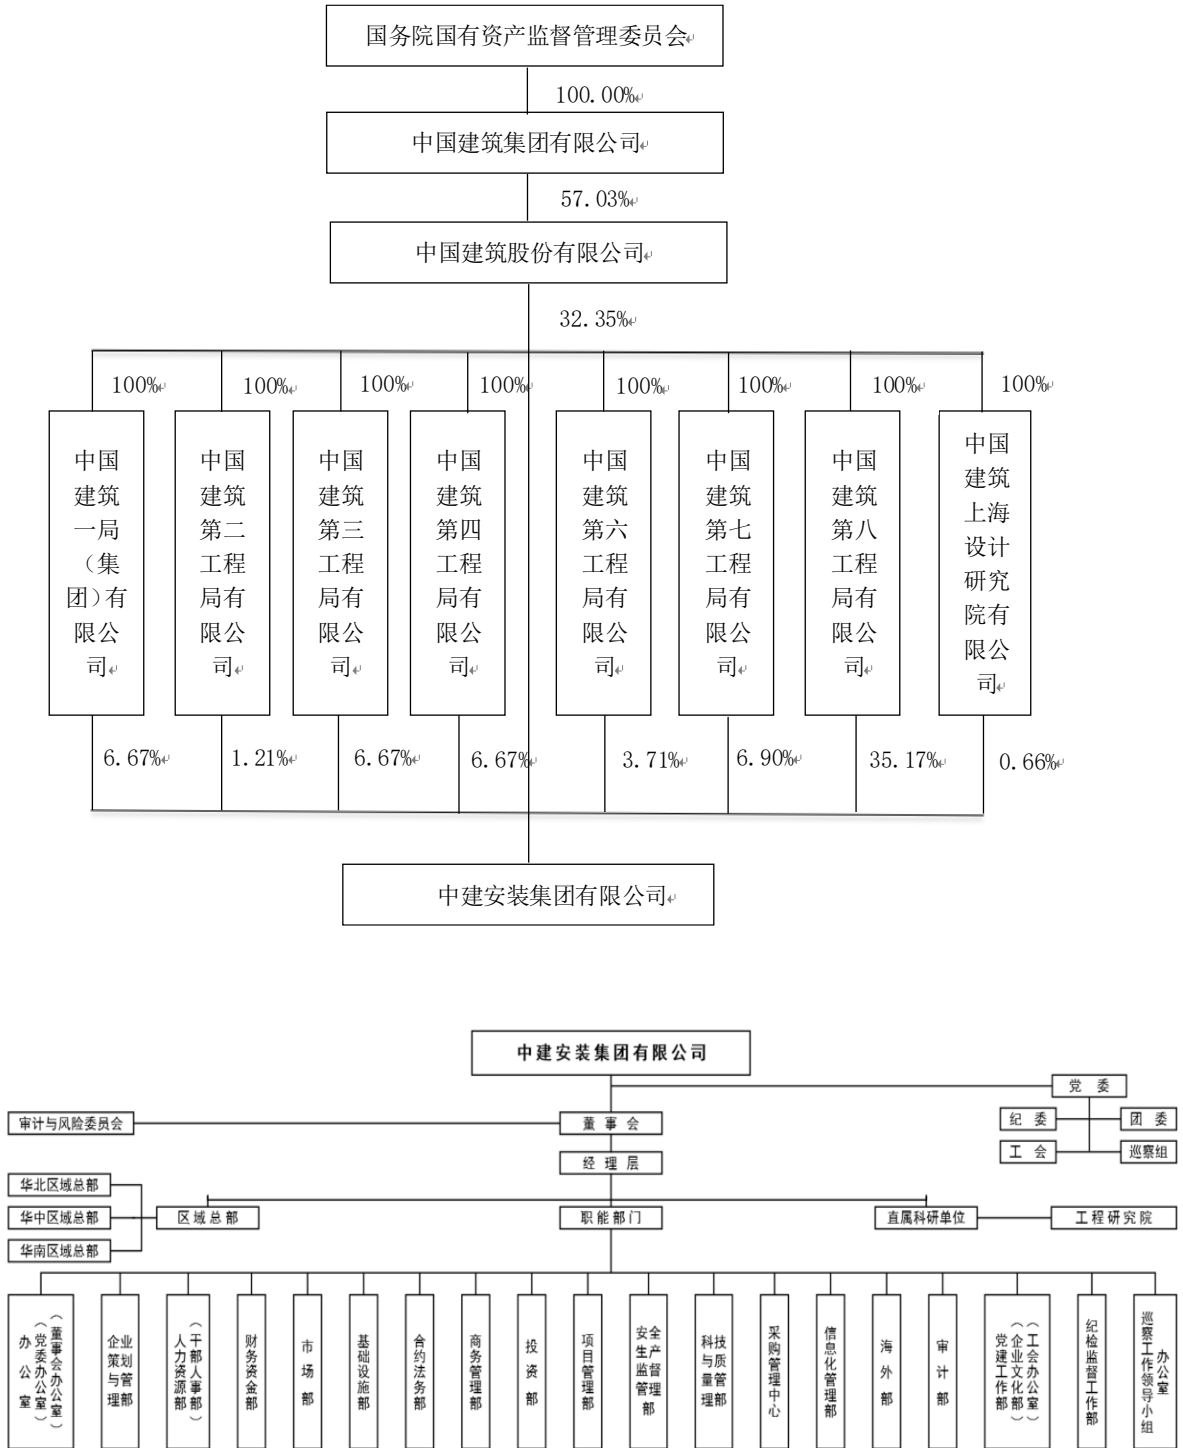 国务院国有资产监督管理委员会
100.00%
中国建筑集团有限公司
57.03%
中国建筑股份有限公司
32.35%
100%
100%
100%
100%
100%
100%
100%
100%
中国
建筑
一局
（集
团）有
限公
司
中国
建筑
第二
工程
局有
限公
司
中国
建筑
第三
工程
局有
限公
司
中国
建筑
第四
工程
局有
限公
司
中国
建筑
第六
工程
局有
限公
司
中国
建筑
第七
工程
局有
限公
司
中国
建筑
第八
工程
局有
限公
司
中国
建筑
上海
设计
研究
院有
限公
司
6.67%
1.21%
6.67%
6.67%
3.71%
6.90%
35.17%
0.66%
中建安装集团有限公司
中建安装集团有限公司
党 委
审计与风险委员会
董 事 会
纪 委
团 委
经 理 层
工 会
巡察组
华北区域总部
华中区域总部
华南区域总部
区域总部
职能部门
直属科研单位
工程研究院
办公室
（党委办公室）
（董事会办公室）
企业
策划
与管
理部
人力资源部
（干部人事部）
财务资金部
市场部
基础设施部
合约法务部
商务管理部
投资部
项目管理部
安全
生产
监督
管理
部
科技
与质
量管
理部
采购管理中心
信息化管理部
海外部
审计部
党建工作部
（企业文化部）
（工会办公室）
纪检监督工作部
巡察工作领导小组
办公室